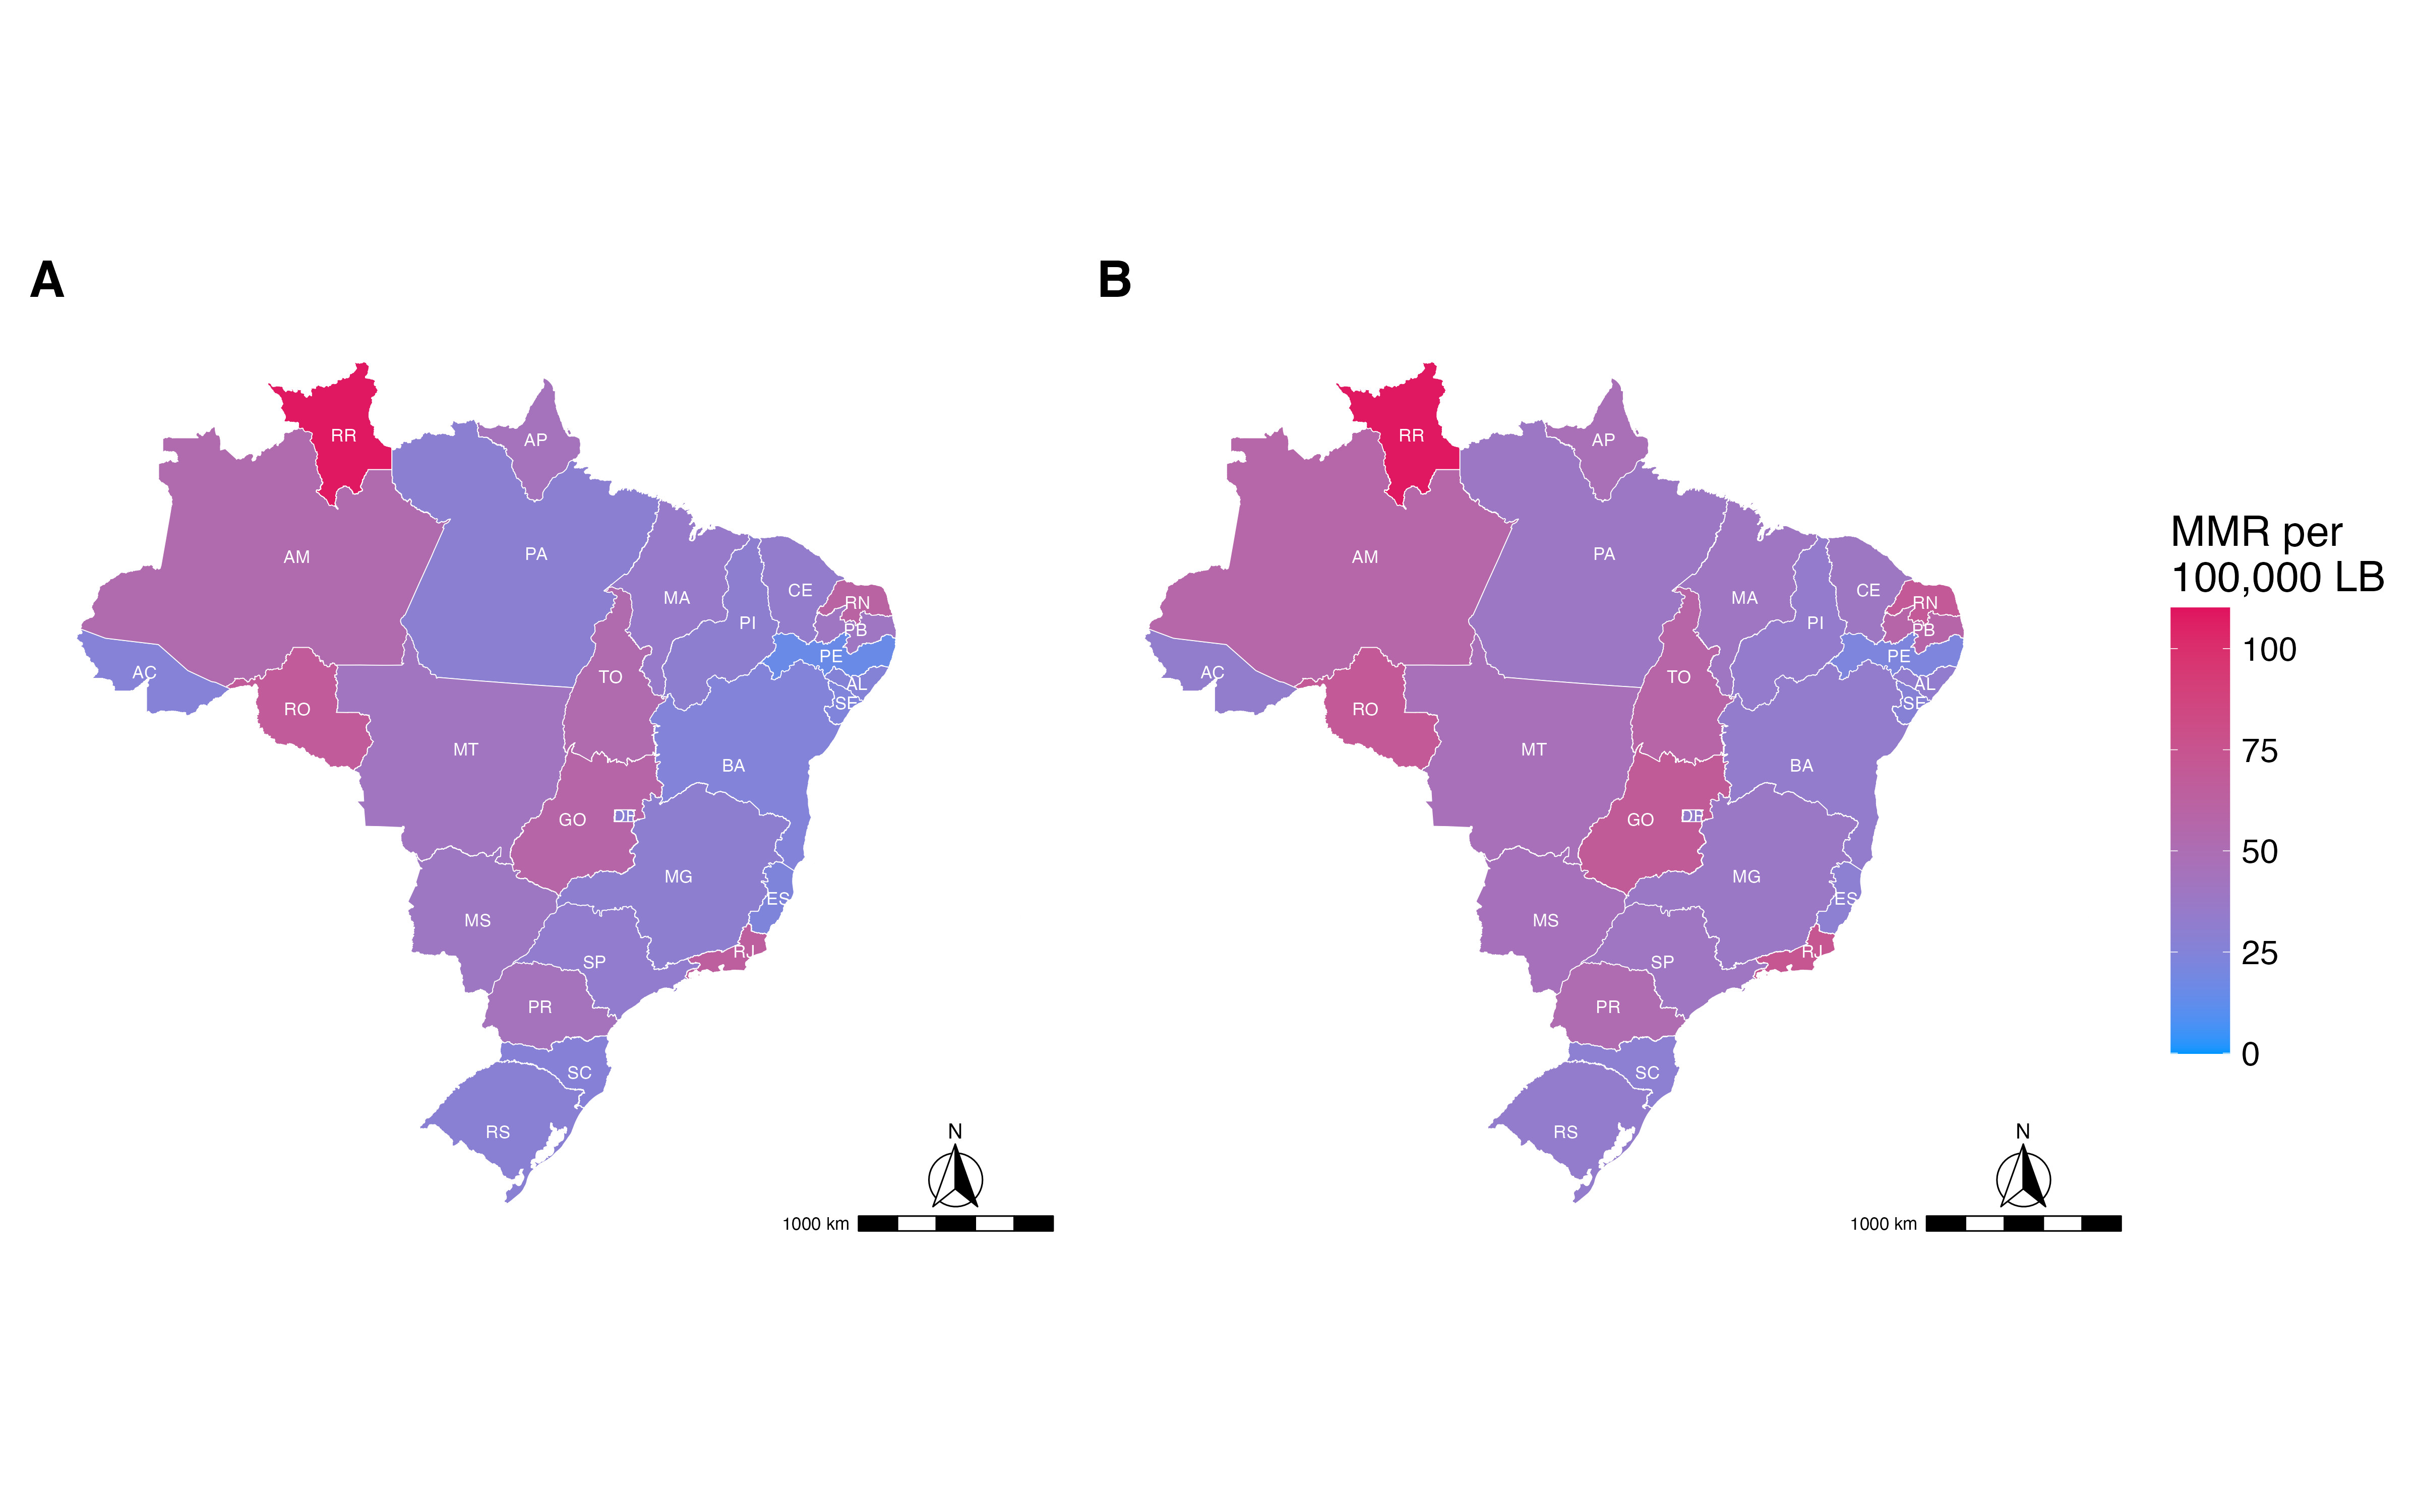 A
RR
AP
AM
PA
MA
CE
RN
PB
PI
PE
AC
TO
AL
SE
RO
MT
BA
GO
DF
MG
ES
MS
RJ
SP
PR
SC
RS
N
1000 km
B
RR
AP
AM
PA
MA
CE
RN
PB
PI
PE
AC
TO
AL
SE
RO
MT
BA
GO
DF
MG
ES
MS
RJ
SP
PR
SC
RS
N
1000 km
MMR per
100,000 LB
100
75
50
25
0